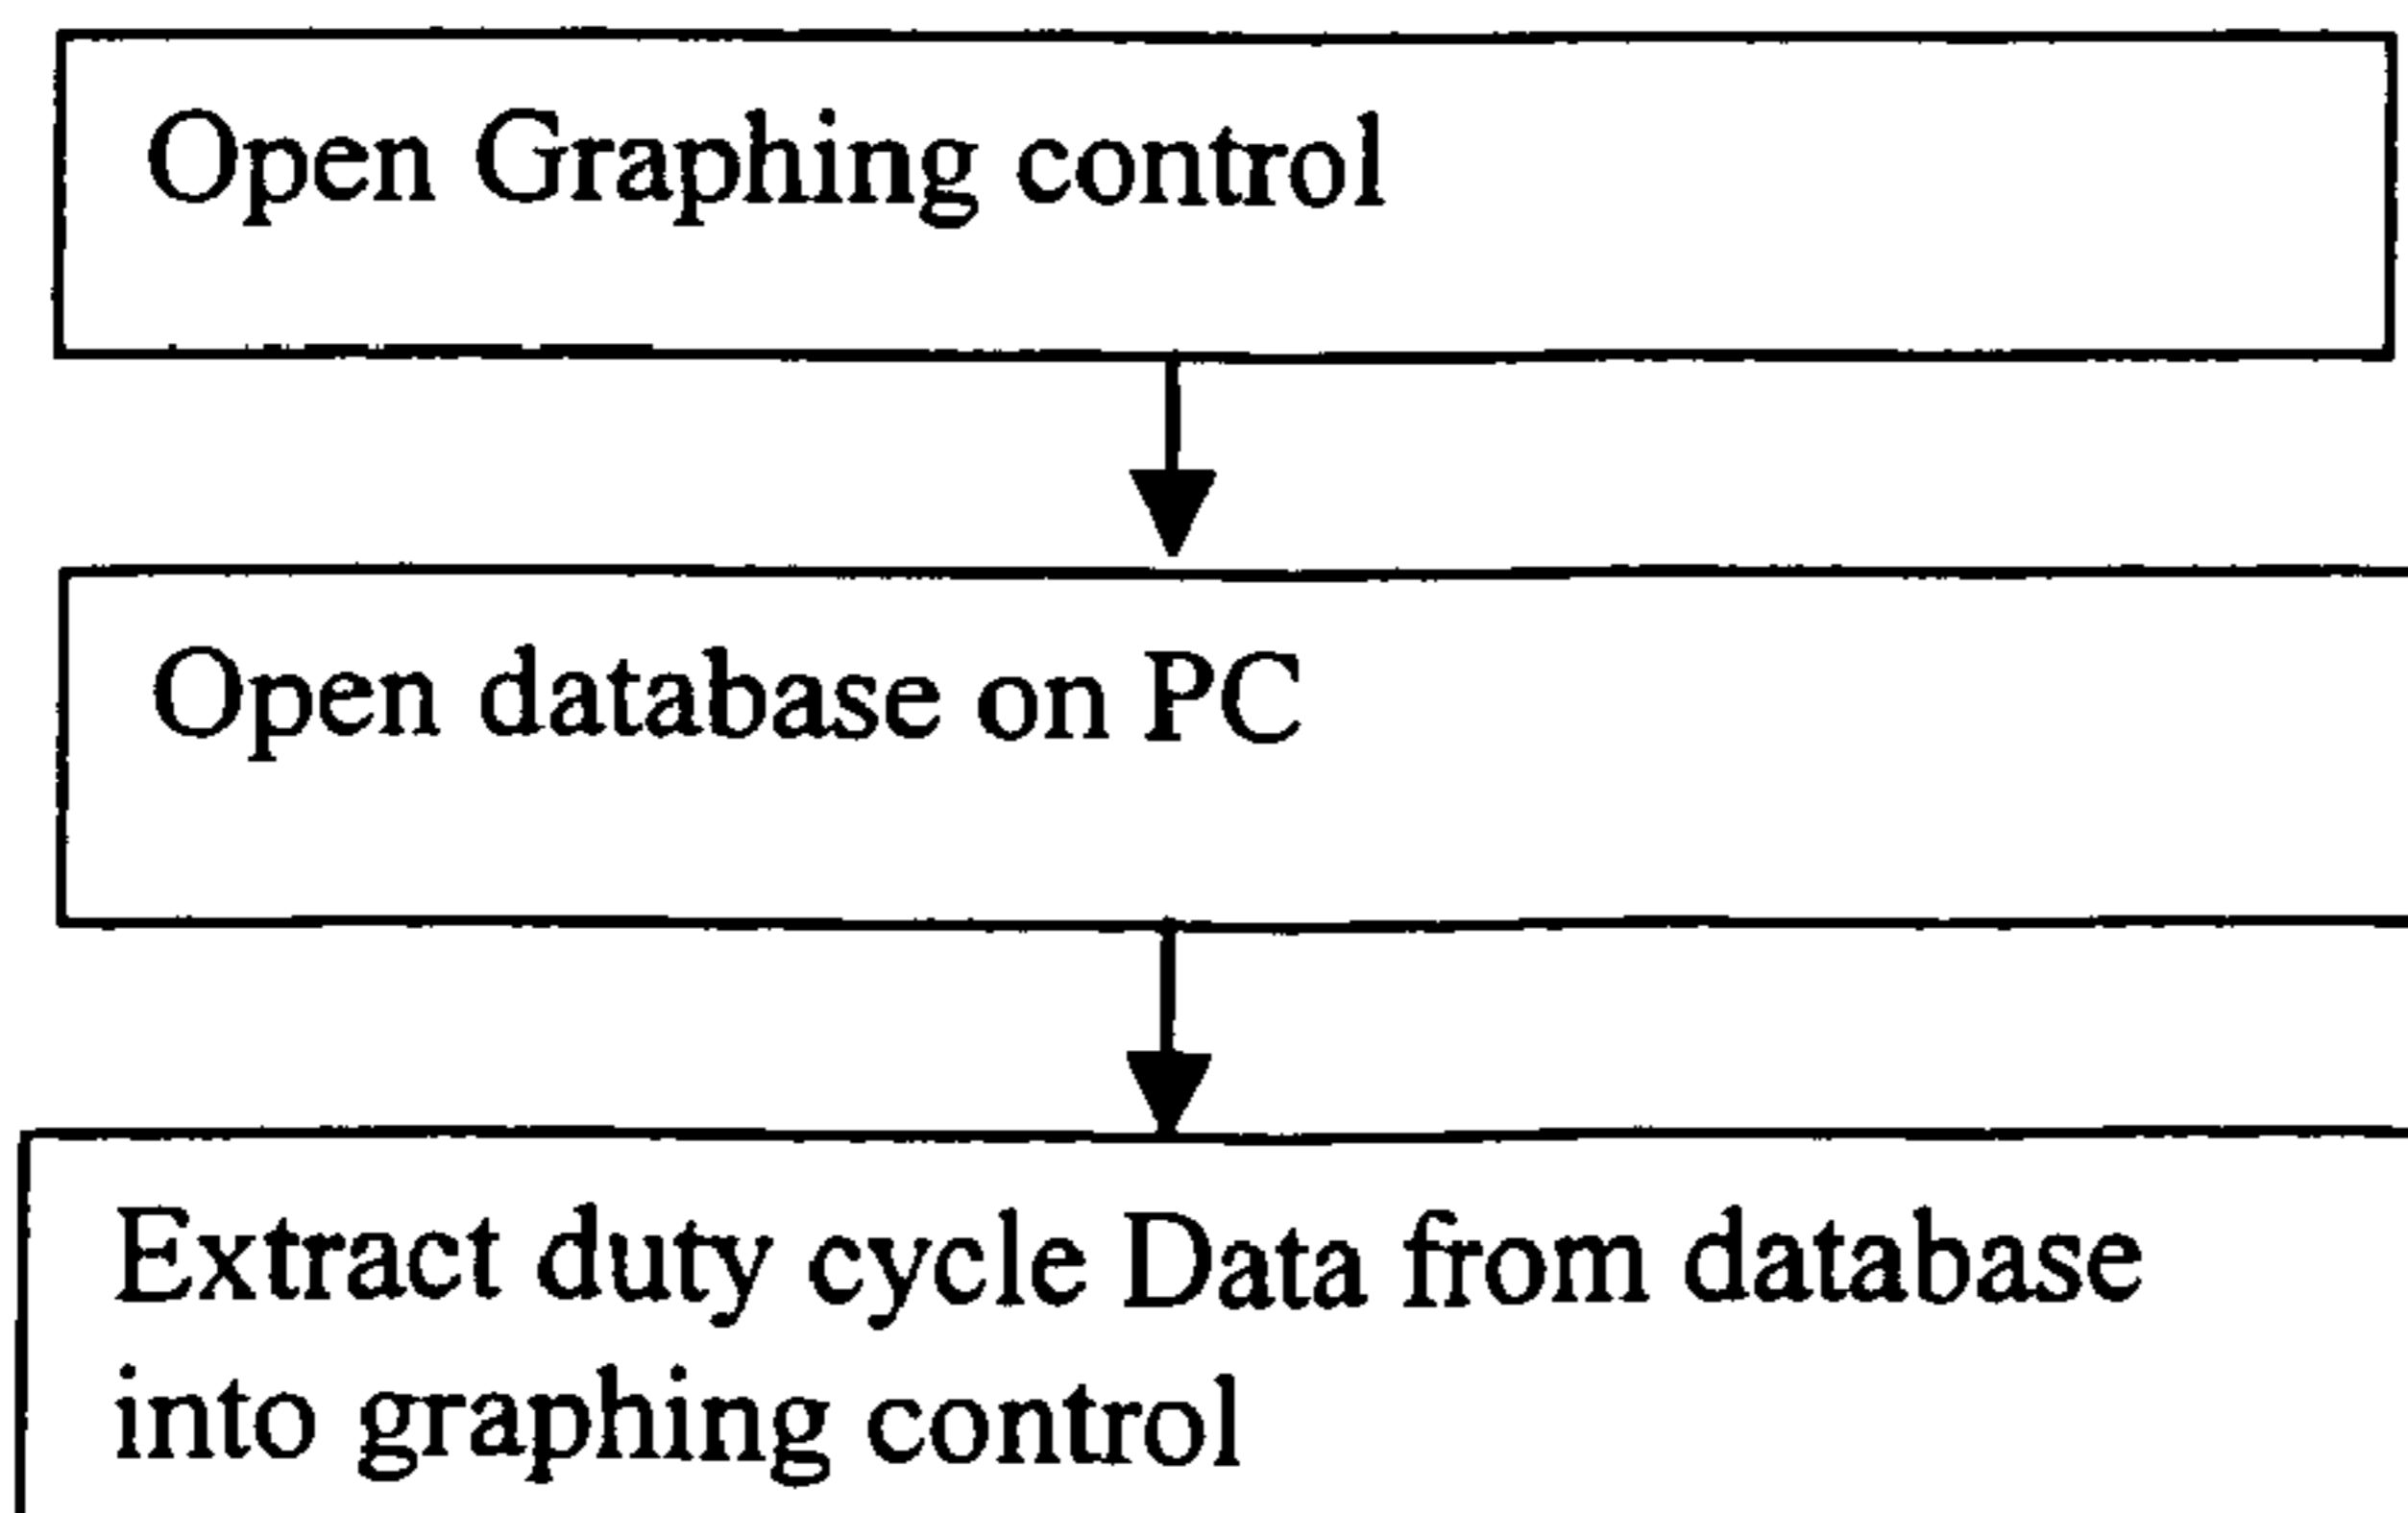 Open Graphing control
Open database on PC
Extract duty cycle Data from database
into graphing control